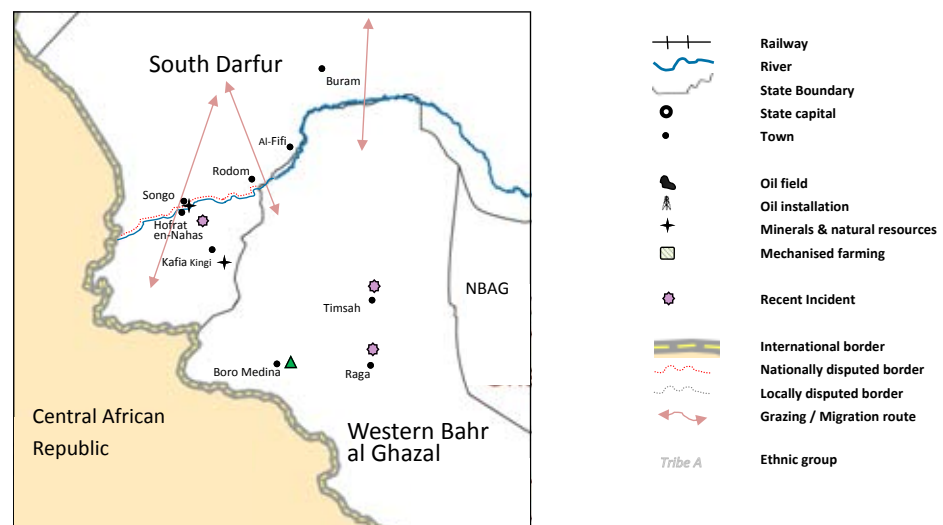 South Darfur
Buram
Al-Fifi
Rodom
Songo
Hofrat
en-Nahas
Kafia Kingi
NBAG
Timsah
Boro Medina
Raga
Central African
Republic
Western Bahr
al Ghazal
Railway
River
State Boundary
State capital
Town
Oil field
Oil installation
Minerals & natural resources
Mechanised farming
Recent Incident
International border
Nationally disputed border
Locally disputed border
Grazing / Migration route
Tribe A
Ethnic group